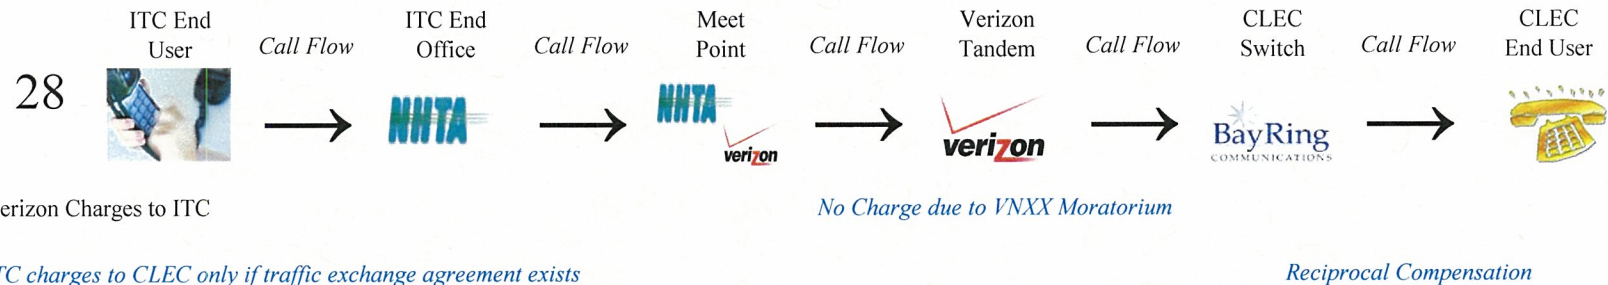 ITC End User
Call Flow
ITC End Office
Call Flow
Meet Point
Call Flow
Verizon Tandem
Call Flow
CLEC Switch
Call Flow
CLEC End User
28
NHTA
NHTA
verizon
verizon
BayRing
COMMUNICATIONS
erizon Charges to ITC
No Charge due to VNXX Moratorium
TC charges to CLEC only if traffic exchange agreement exists
Reciprocal Compensation